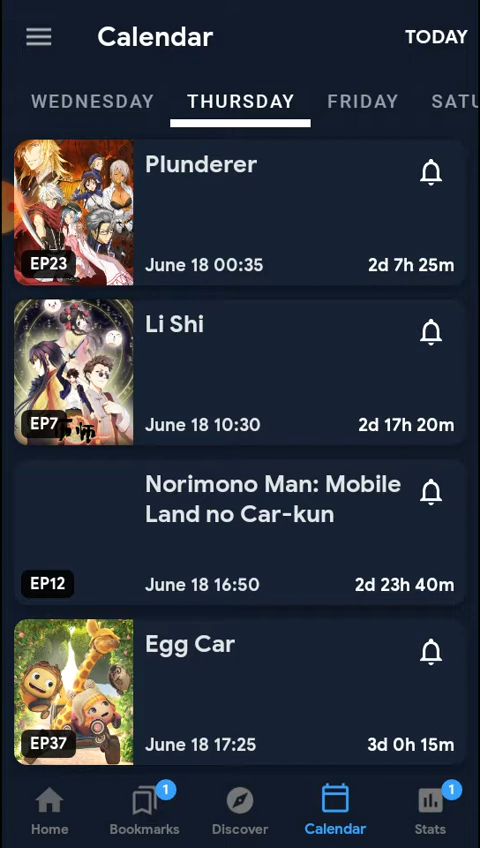 Calendar
TODAY
WEDNESDAY
THURSDAY
FRIDAY
SATU
Plunderer
EP23
June 18 00:35
2d 7h 25m
Li Shi
EP7
June 18 10:30
2d 17h 20m
Norimono Man: Mobile
Land no Car-kun
EP12
June 18 16:50
2d 23h 40m
Egg Car
EP37
June 18 17:25
3d 0h 15m
1
1
Home
Bookmarks
Discover
Calendar
Stats